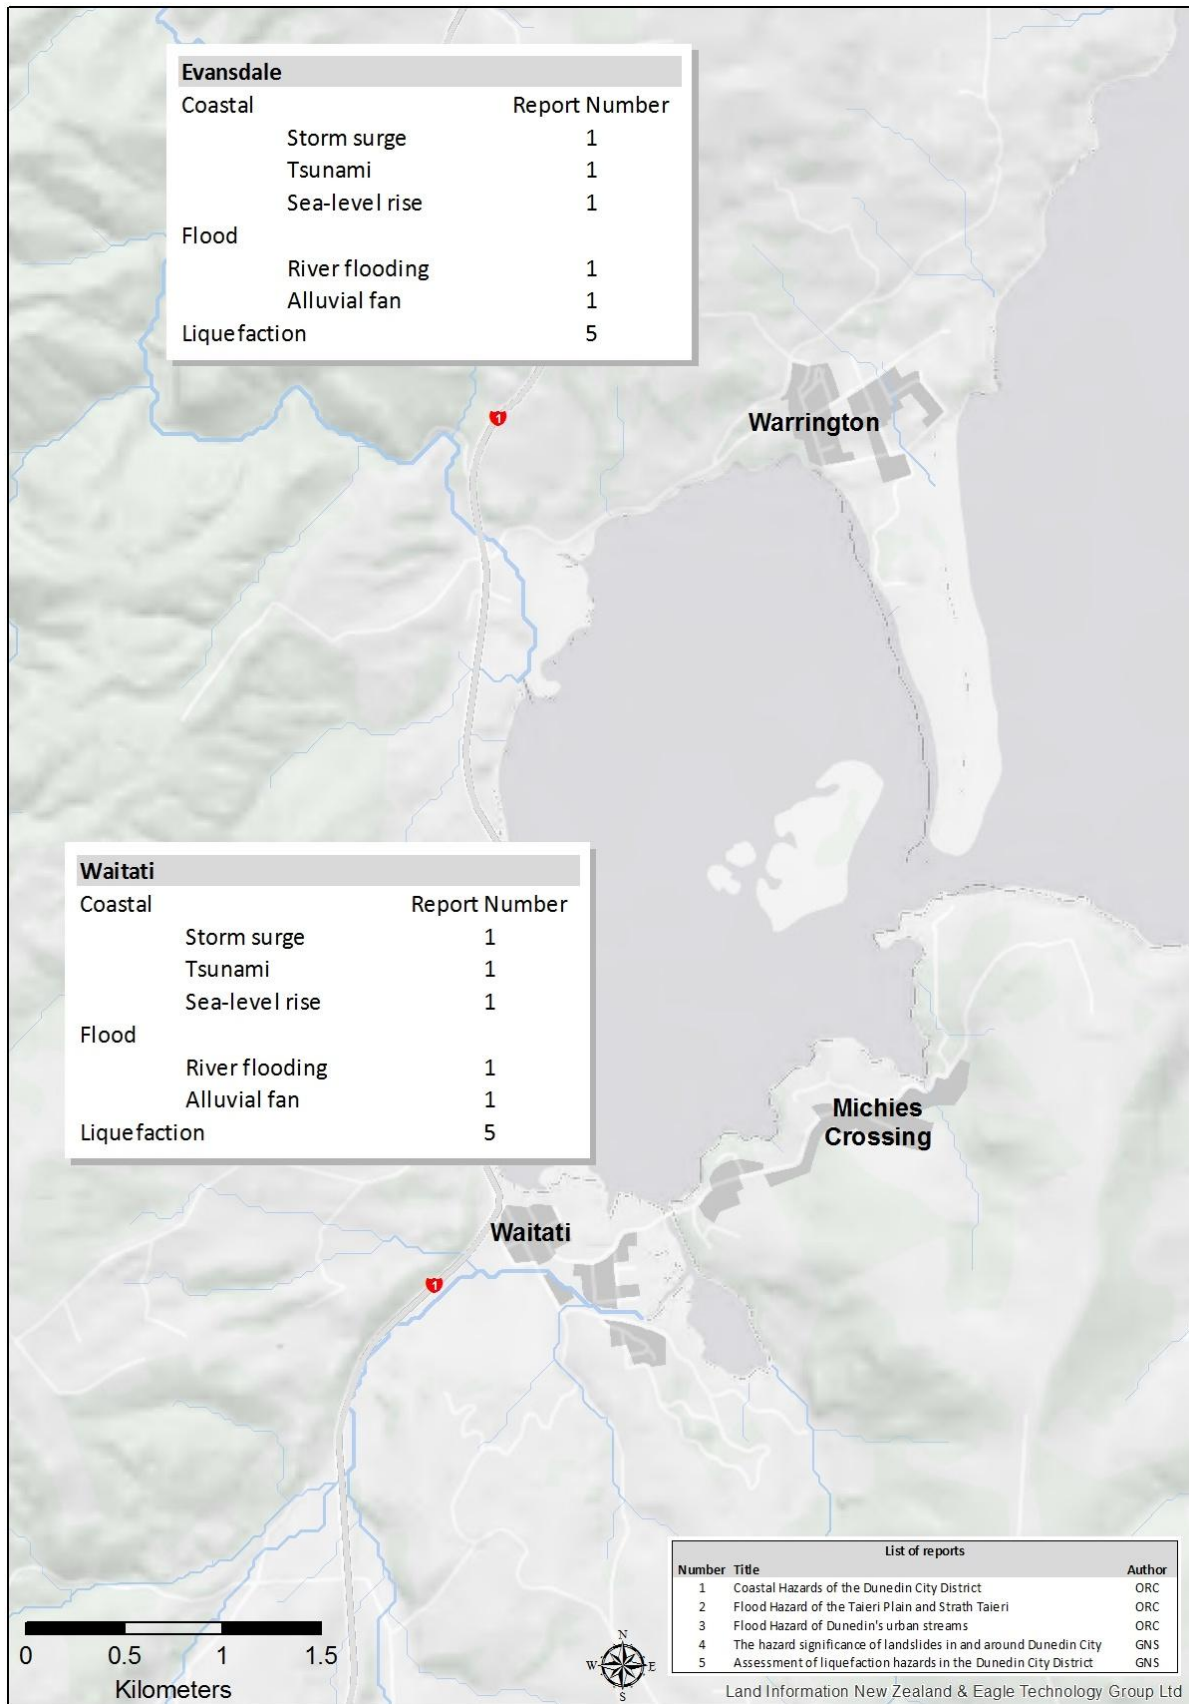 Evansdale
Coastal Report Number
Storm surge 1
Tsunami 1
Sea-level rise 1
Flood
River flooding 1
Alluvial fan 1
Liquefaction 5
1
Warrington
Waitati
Coastal Report Number
Storm surge 1
Tsunami 1
Sea-level rise 1
Flood
River flooding 1
Alluvial fan 1
Liquefaction 5
Michies
Crossing
Waitati
1
List of reports
Number Title Author
1 Coastal Hazards of the Dunedin City District ORC
2 Flood Hazard of the Taieri Plain and Strath Taieri ORC
3 Flood Hazard of Dunedin's urban streams ORC
4 The hazard significance of landslides in and around Dunedin City GNS
5 Assessment of liquefaction hazards in the Dunedin City District GNS
0 0.5 1 1.5
Kilometers
N
W E
S
Land Information New Zealand & Eagle Technology Group Ltd